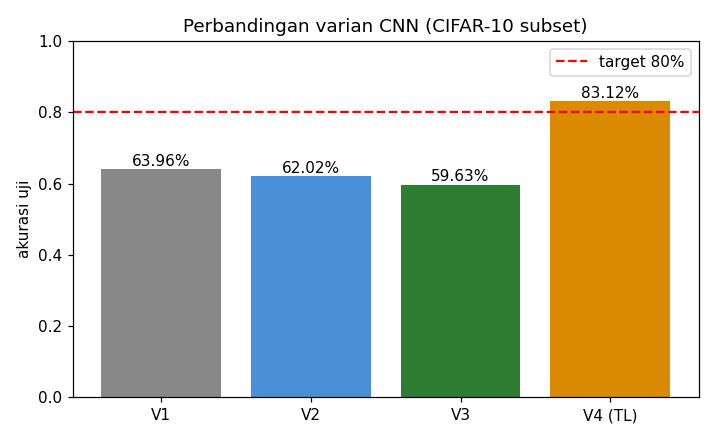 Perbandingan varian CNN (CIFAR-10 subset)
target 80%
akurasi uji
1.0
0.8
0.6
0.4
0.2
0.0
63.96%
62.02%
59.63%
83.12%
V1
V2
V3
V4 (TL)